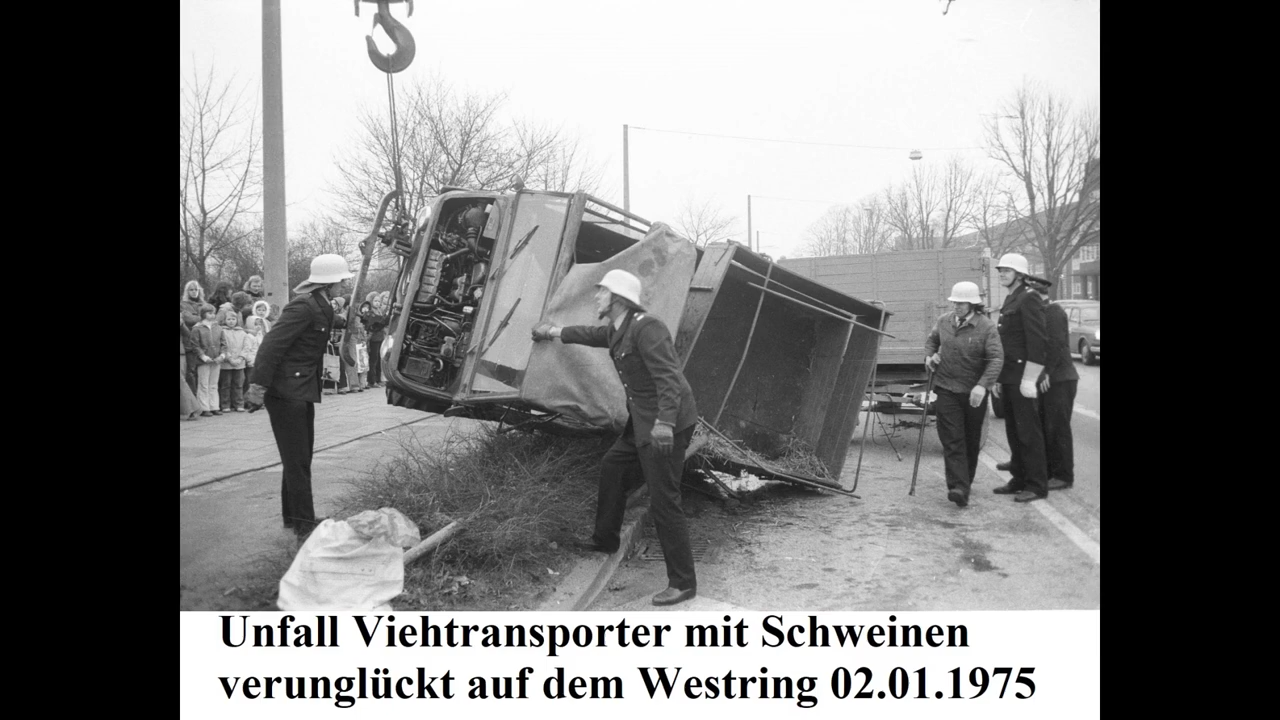 Unfall Viehtransporter mit Schweinen
verunglückt auf dem Westring 02.01.1975